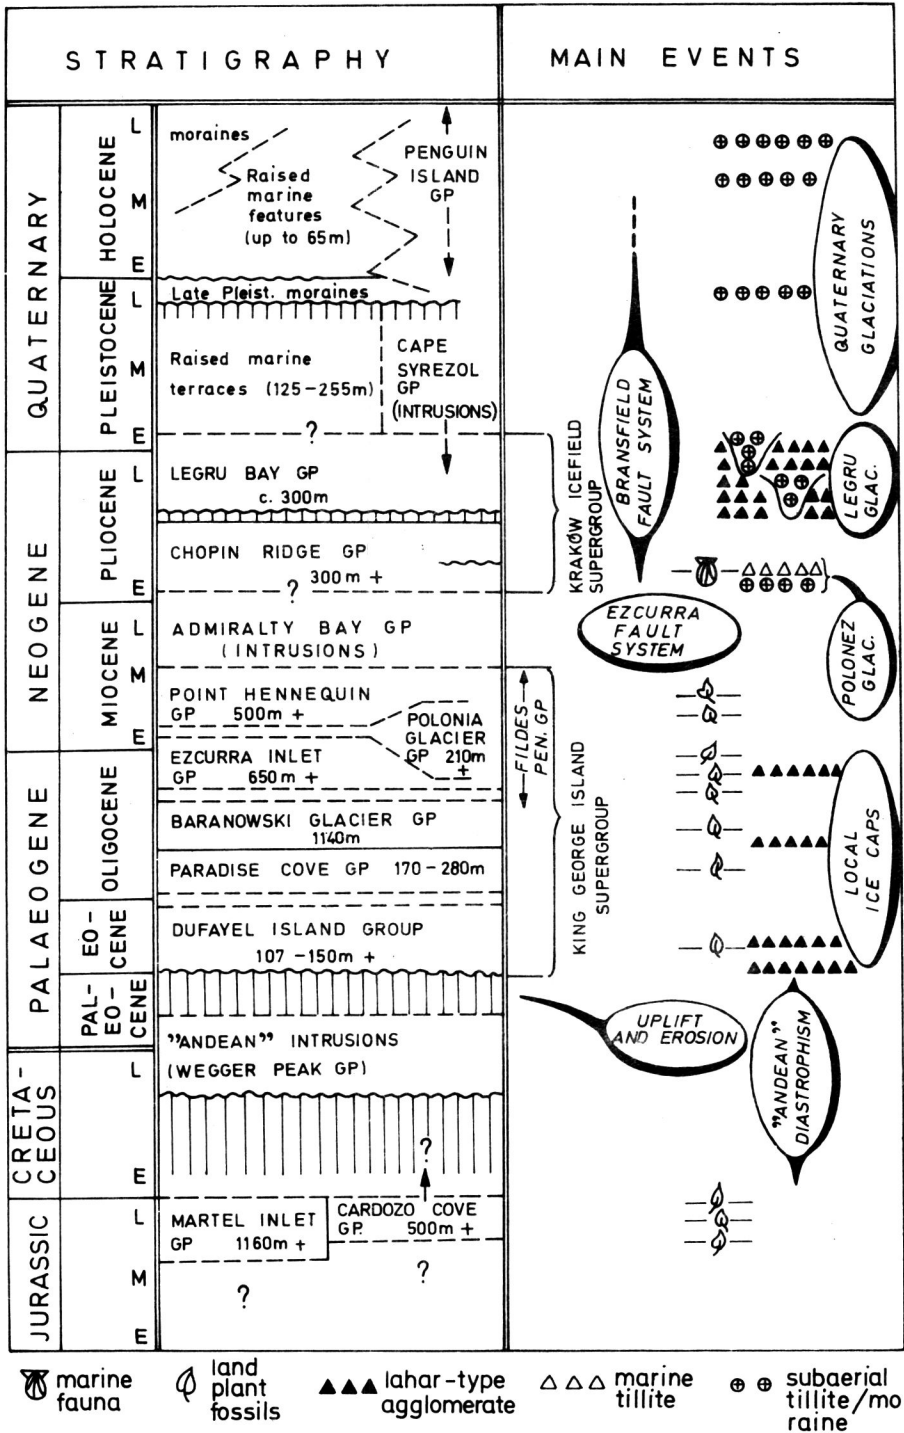 STRATIGRAPHY
MAIN EVENTS
QUATERNARY
HOLOCENE
L
M
E
moraines
Raised
marine
features
(up to 65m)
PENGUIN
ISLAND
GP
PLEISTOCENE
L
M
E
Late Pleist. moraines
Raised marine
terraces (125-255m)
?
CAPE
SYREZOL
GP
(INTRUSIONS)
NEOGENE
PLIOCENE
L
E
LEGRU BAY GP
c. 300m
CHOPIN RIDGE GP
300m +
?
MIOCENE
L
M
E
ADMIRALTY BAY GP
(INTRUSIONS)
POINT HENNEQUIN
GP 500m +
POLONIA
GLACIER
GP 210m
+
PALAEOGENE
OLIGOCENE
EZCURRA INLET
GP 650m +
BARANOWSKI GLACIER GP
1140m
PARADISE COVE GP 170-280m
EO-
CENE
DUFAYEL ISLAND GROUP
107-150m +
PAL-
EO-
CENE
"ANDEAN" INTRUSIONS
(WEGGER PEAK GP)
CRETA-
CEOUS
L
E
?
JURASSIC
L
M
E
MARTEL INLET
GP 1160m +
CARDOZO COVE
GP. 500m +
?
?
KRAKÓW ICEFIELD
SUPERGROUP
FILDES
PEN. GP
KING GEORGE ISLAND
SUPERGROUP
QUATERNARY
GLACIATIONS
BRANSFIELD
FAULT SYSTEM
LEGRU
GLAC.
EZCURRA
FAULT
SYSTEM
POLONEZ
GLAC.
LOCAL
ICE CAPS
UPLIFT
AND EROSION
"ANDEAN"
DIASTROPHISM
marine
fauna
land
plant
fossils
lahar-type
agglomerate
marine
tillite
subaerial
tillite/mo
raine